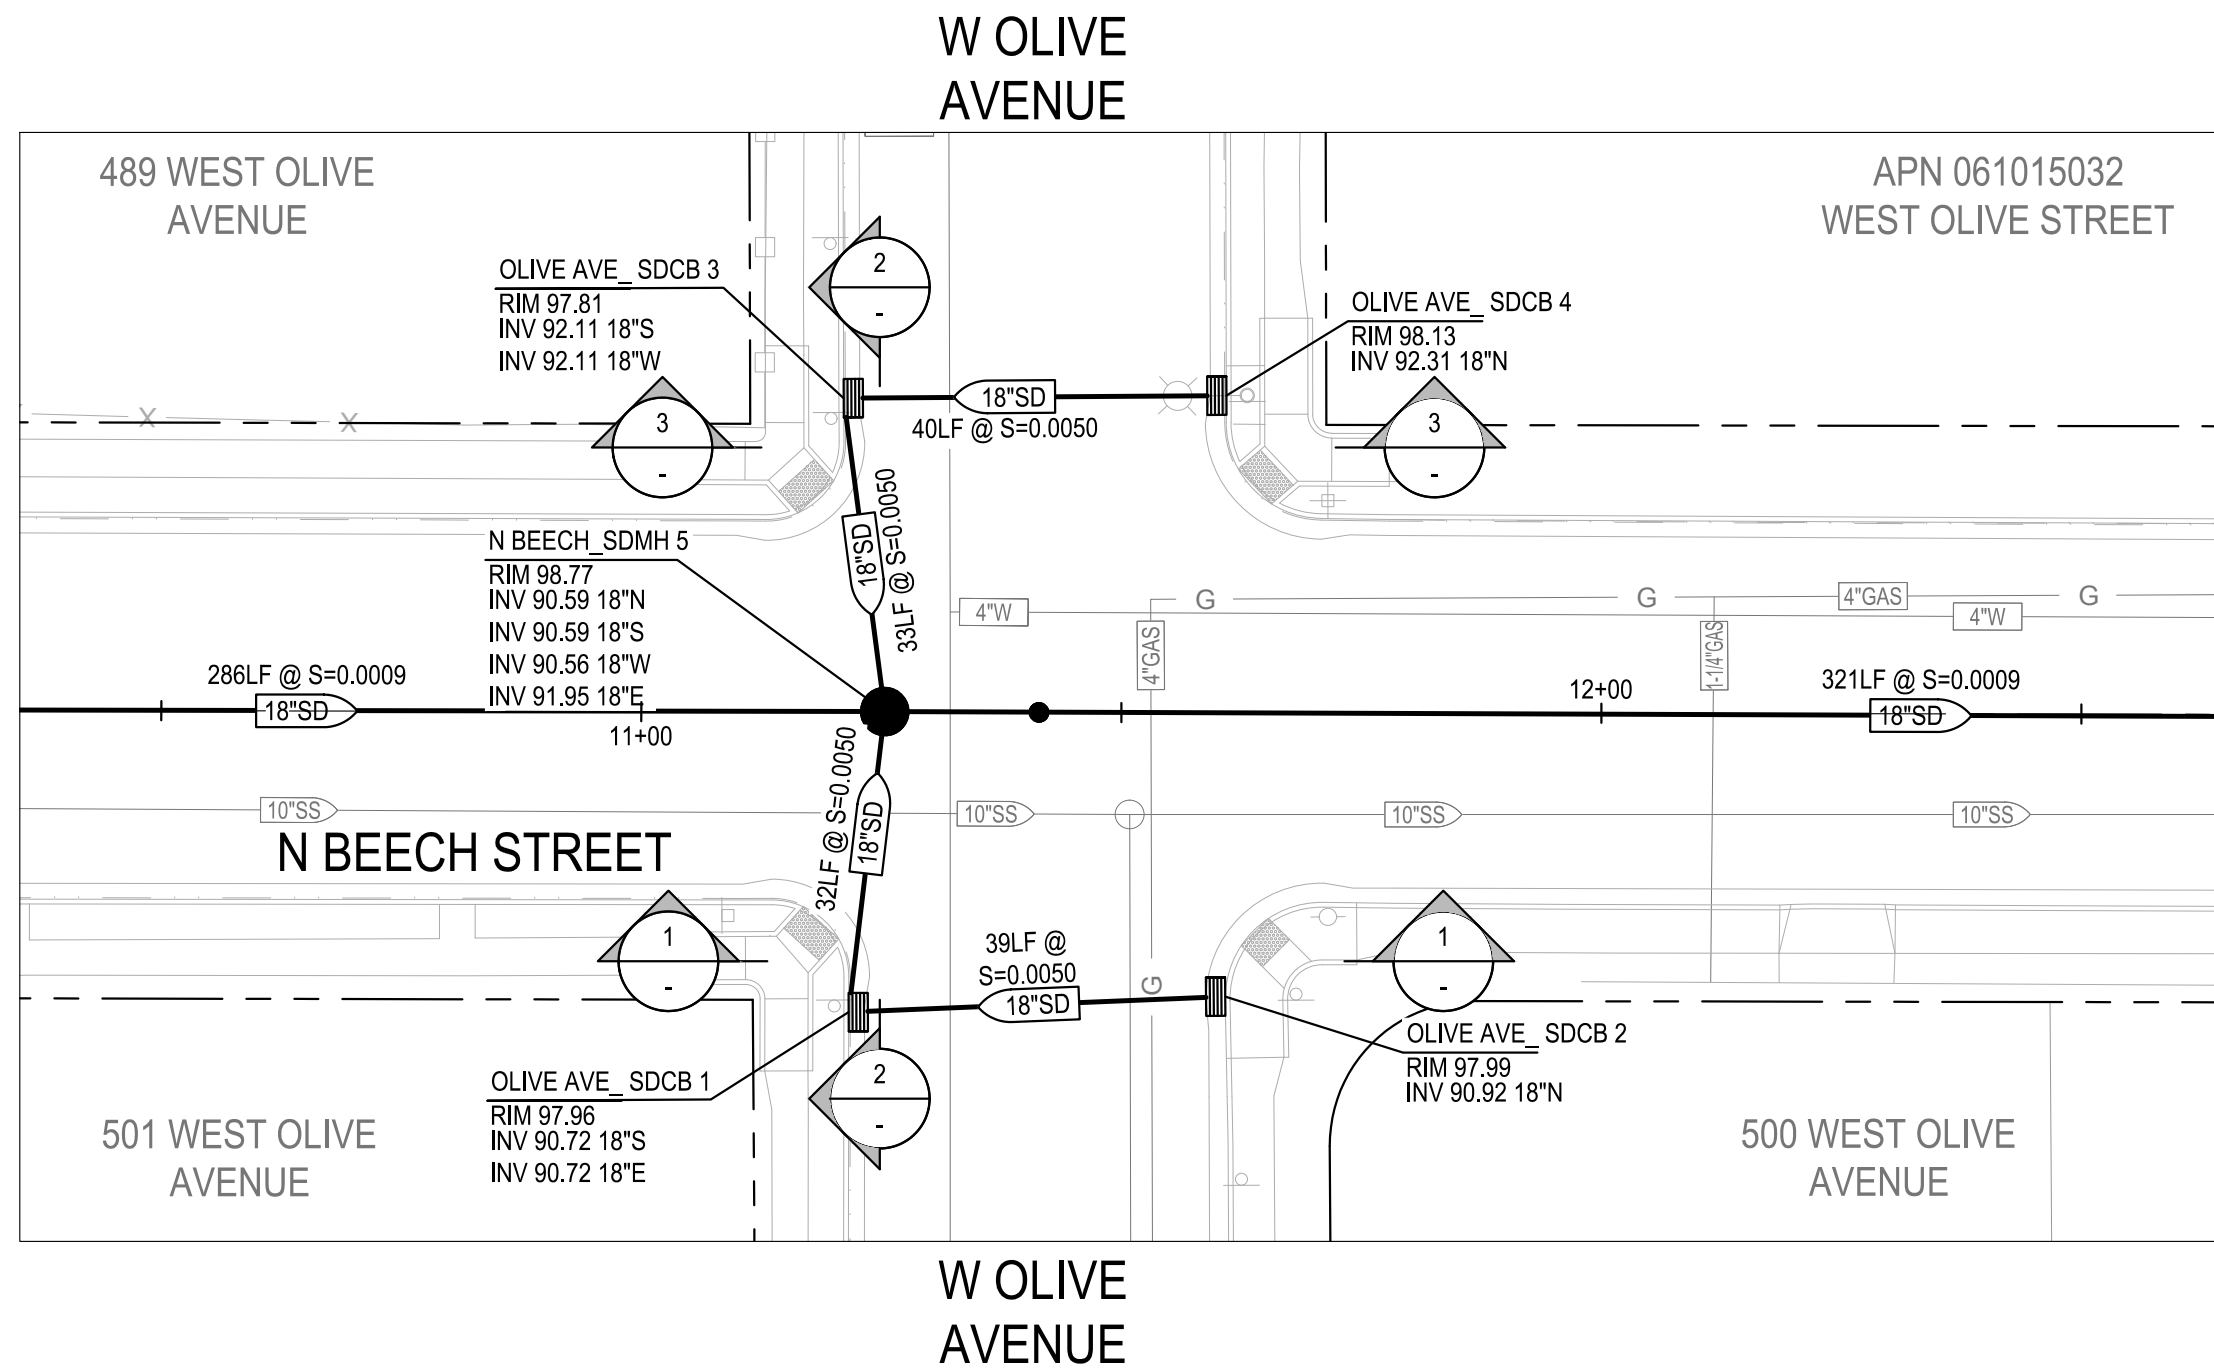 W OLIVE
AVENUE
489 WEST OLIVE
AVENUE
APN 061015032
WEST OLIVE STREET
OLIVE AVE_ SDCB 3
RIM 97.81
INV 92.11 18"S
INV 92.11 18"W
2
-
OLIVE AVE_ SDCB 4
RIM 98.13
INV 92.31 18"N
18"SD
40LF @ S=0.0050
X
X
3
-
3
-
18"SD
33LF @ S=0.0050
N BEECH_SDMH 5
RIM 98.77
INV 90.59 18"N
INV 90.59 18"S
INV 90.56 18"W
INV 91.95 18"E
G
G
4"GAS
G
4"W
4"W
4"GAS
1-1/4"GAS
286LF @ S=0.0009
18"SD
11+00
12+00
321LF @ S=0.0009
18"SD
32LF @ S=0.0050
18"SD
10"SS
10"SS
10"SS
10"SS
N BEECH STREET
1
-
39LF @
S=0.0050
18"SD
G
1
-
OLIVE AVE_ SDCB 2
RIM 97.99
INV 90.92 18"N
OLIVE AVE_ SDCB 1
RIM 97.96
INV 90.72 18"S
INV 90.72 18"E
2
-
501 WEST OLIVE
AVENUE
500 WEST OLIVE
AVENUE
W OLIVE
AVENUE